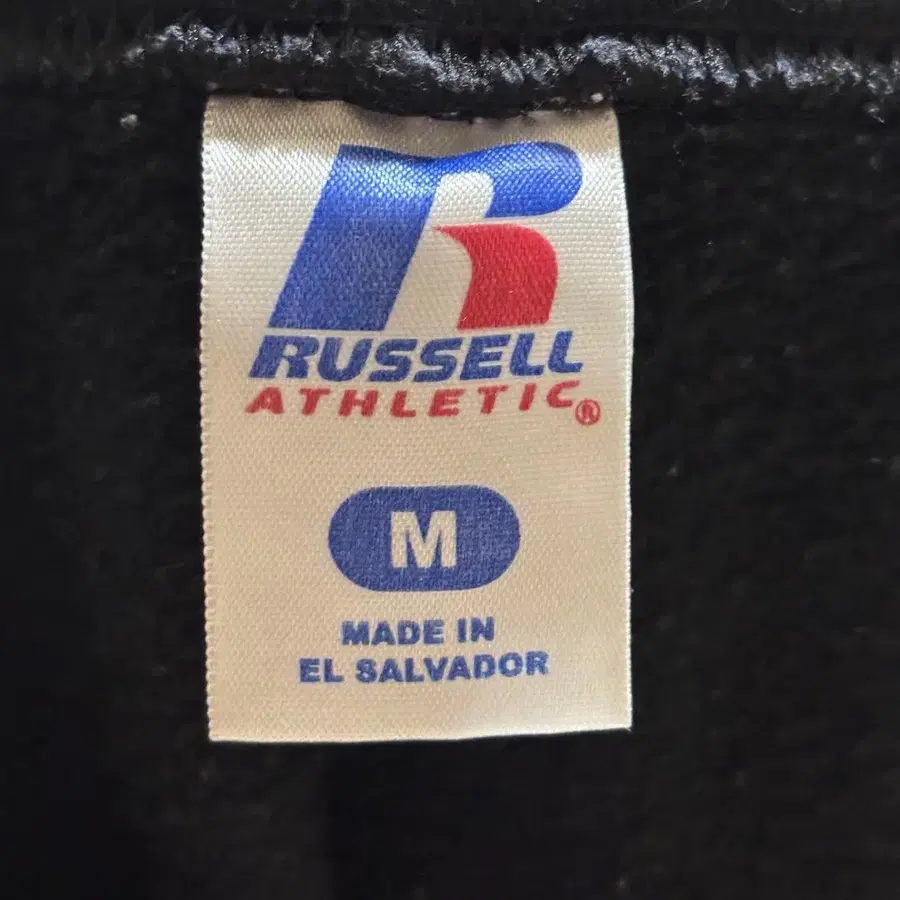 RUSSELL
ATHLETIC®
M
MADE IN
EL SALVADOR